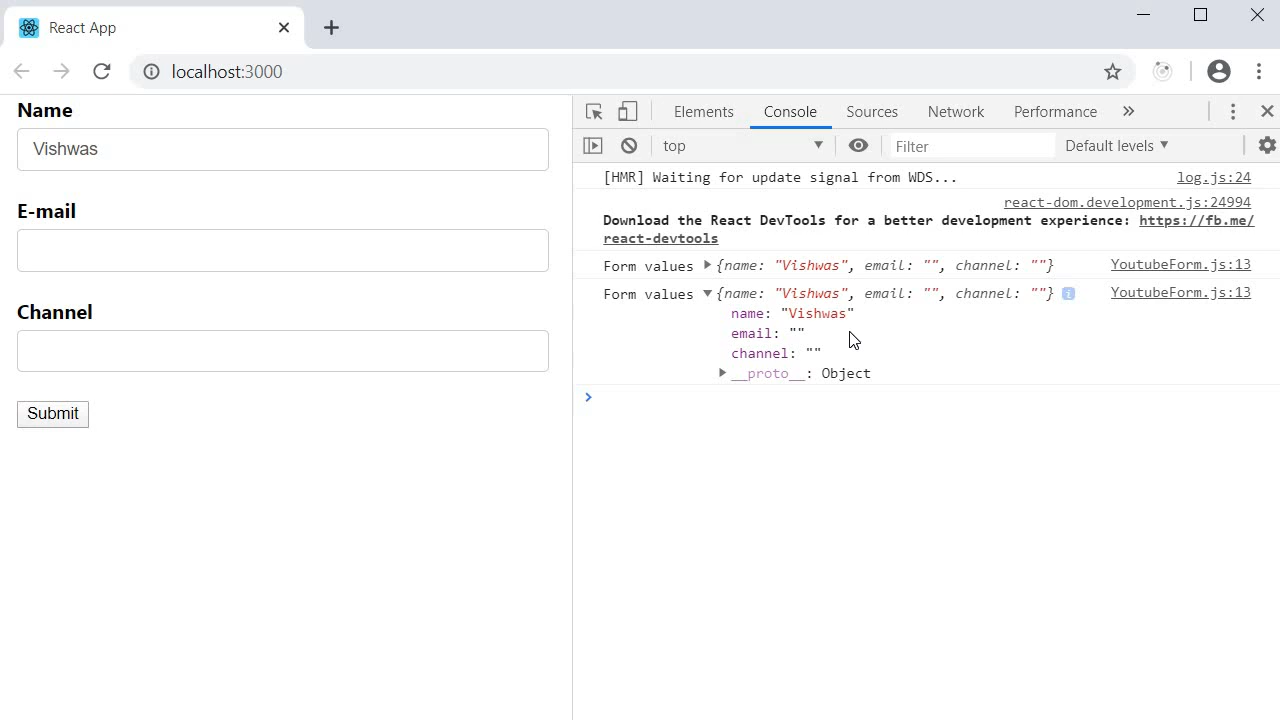 React App
localhost:3000
Name
Vishwas
E-mail
Channel
Submit
Elements Console Sources Network Performance
top Filter Default levels
[HMR] Waiting for update signal from WDS... log.js:24
react-dom.development.js:24994
Download the React DevTools for a better development experience: https://fb.me/
react-devtools
Form values {name: "Vishwas", email: "", channel: ""} YoutubeForm.js:13
Form values {name: "Vishwas", email: "", channel: ""} i YoutubeForm.js:13
name: "Vishwas"
email: ""
channel: ""
__proto__: Object